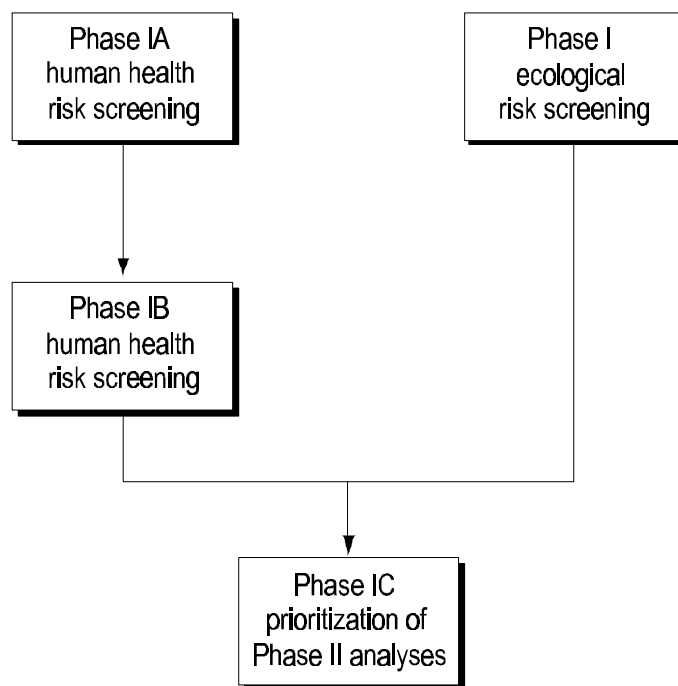 Phase IA
human health
risk screening
Phase I
ecological
risk screening
Phase IB
human health
risk screening
Phase IC
prioritization of
Phase II analyses